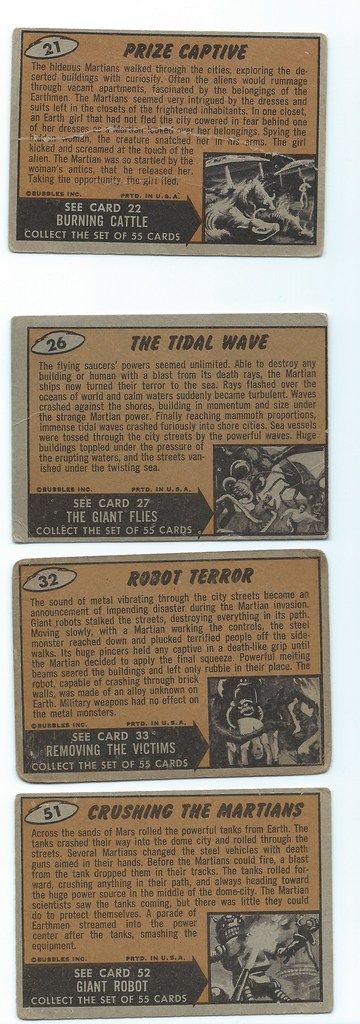 21
PRIZE CAPTIVE
The hideous Martians walked through the cities, exploring the de-
serted buildings with curiosity. Often the aliens would rummage
through vacant apartments, fascinated by the belongings of the
Earthmen. The Martians seemed very intrigued by the dresses and
suits left in the closets of the frightened inhabitants. In one closet,
an Earth girl that had not fled the city cowered in fear behind one
of her dresses as a Martian looked over her belongings. Spying the
hidden woman, the creature snatched her in his arms. The girl
kicked and screamed at the touch of the
alien. The Martian was so startled by the
woman's antics, that he released her.
Taking the opportunity, the girl fled.
©BUBBLES INC. PRTD. IN U.S.A.
SEE CARD 22
BURNING CATTLE
COLLECT THE SET OF 55 CARDS
26
THE TIDAL WAVE
The flying saucers' powers seemed unlimited. Able to destroy any
building or human with a blast from its death rays, the Martian
ships now turned their terror to the sea. Rays flashed over the
oceans of world and calm waters suddenly became turbulent. Waves
crashed against the shores, building in momentum and size under
the strange Martian power. Finally reaching mammoth proportions,
immense tidal waves crashed furiously into shore cities. Sea vessels
were tossed through the city streets by the powerful waves. Huge
buildings toppled under the pressure of
the erupting waters, and the streets van-
ished under the twisting sea.
©BUBBLES INC. PRTD. IN U.S.A.
SEE CARD 27
THE GIANT FLIES
COLLECT THE SET OF 55 CARDS
32
ROBOT TERROR
The sound of metal vibrating through the city streets became an
announcement of impending disaster during the Martian invasion.
Giant robots stalked the streets, destroying everything in its path.
Moving slowly, with a Martian working the controls, the steel
monster reached down and plucked terrified people off the side-
walks. Its huge pincers held any captive in a death-like grip until
the Martian decided to apply the final squeeze. Powerful melting
beams seared the buildings and left only rubble in their place. The
robot, capable of crashing through brick
walls, was made of an alloy unknown on
Earth. Military weapons had no effect on
the metal monsters.
©BUBBLES INC. PRTD. IN U.S.A.
SEE CARD 33
REMOVING THE VICTIMS
COLLECT THE SET OF 55 CARDS
51
CRUSHING THE MARTIANS
Across the sands of Mars rolled the powerful tanks from Earth. The
tanks crashed their way into the dome city and rolled through the
streets. Several Martians changed the steel vehicles with death
guns aimed in their hands. Before the Martians could fire, a blast
from the tank dropped them in their tracks. The tanks rolled for-
ward, crushing anything in their path, and always heading toward
the huge power source in the middle of the dome-city. The Martian
scientists saw the tanks coming, but there was little they could
do to protect themselves. A parade of
Earthmen streamed into the power
center after the tanks, smashing the
equipment.
©BUBBLES INC. PRTD. IN U.S.A.
SEE CARD 52
GIANT ROBOT
COLLECT THE SET OF 55 CARDS